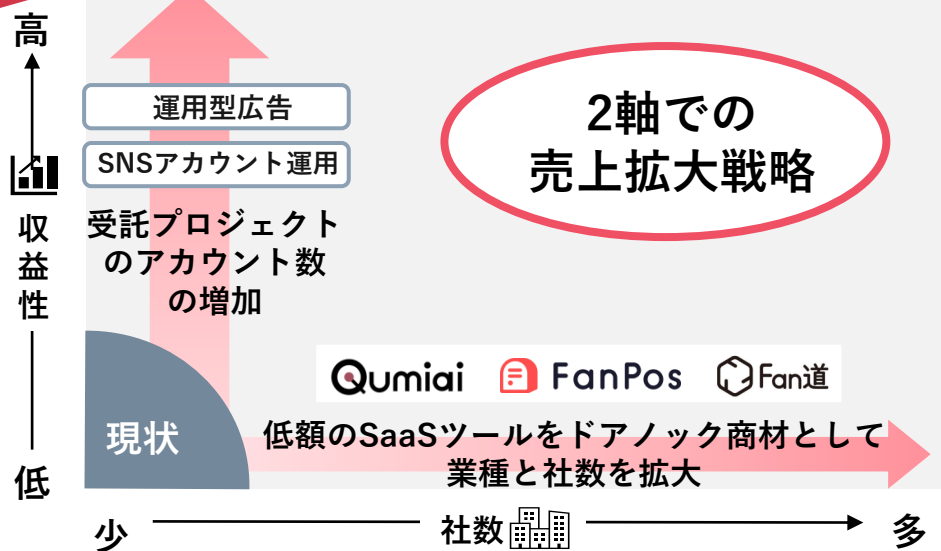 高
運用型広告
SNSアカウント運用
2軸での
売上拡大戦略
収益性
受託プロジェクト
のアカウント数
の増加
Qumiai FanPos Fan道
現状
低額のSaaSツールをドアノック商材として
業種と社数を拡大
低
少 社数 多